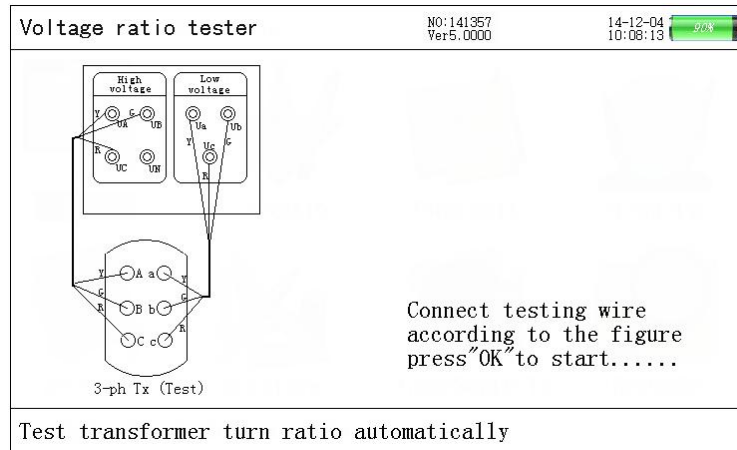 Voltage ratio tester
NO:141357
Ver5.0000
14-12-04
10:08:13
90%
High
voltage
Low
voltage
Y
G
UA
UB
R
UC
UN
Ua
Ub
Y
Uc
G
R
Y
A a
Y
G
B b
G
R
C c
R
3-ph Tx (Test)
Connect testing wire
according to the figure
press"OK"to start......
Test transformer turn ratio automatically